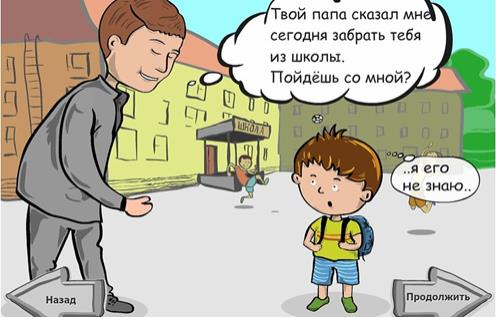 Твой папа сказал мне
сегодня забрать тебя
из школы.
Пойдёшь со мной?
ШКОЛА
..я его
не знаю..
Назад
Продолжить